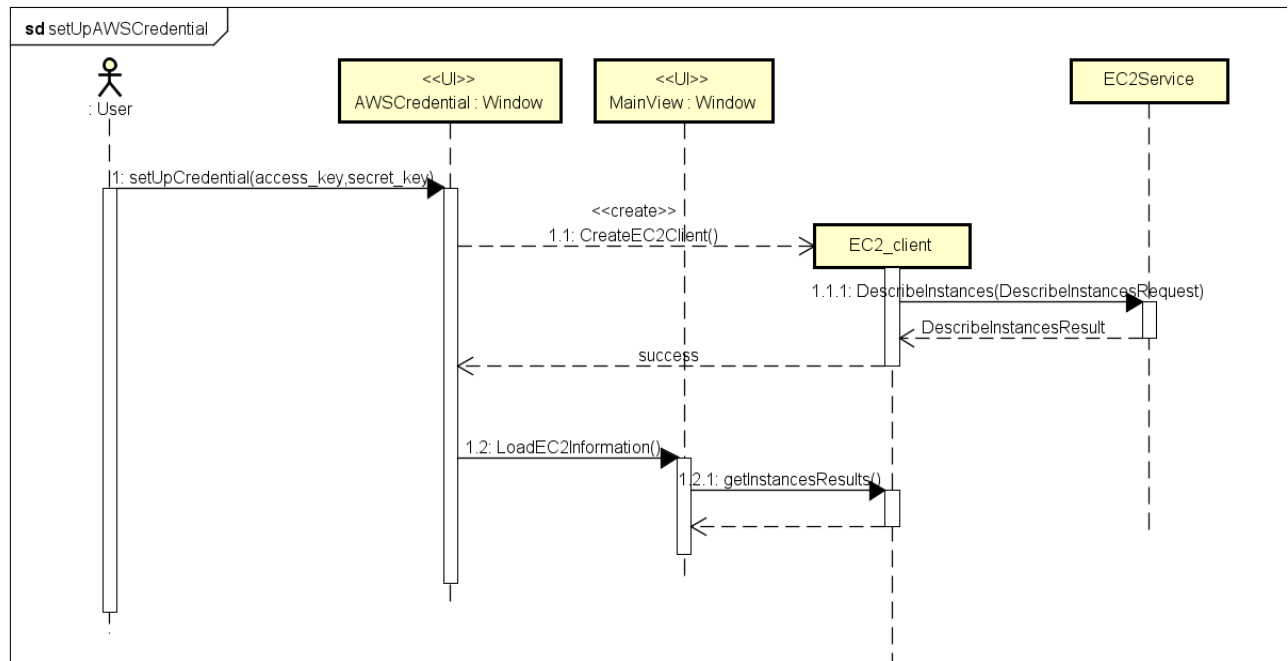 sd setUpAWSCredential
: User
<<UI>>
AWSCredential : Window
<<UI>>
MainView : Window
EC2Service
1: setUpCredential(access_key,secret_key)
<<create>>
1.1: CreateEC2Client()
EC2_client
1.1.1: DescribeInstances(DescribeInstancesRequest)
DescribeInstancesResult
success
1.2: LoadEC2Information()
1.2.1: getInstancesResults()